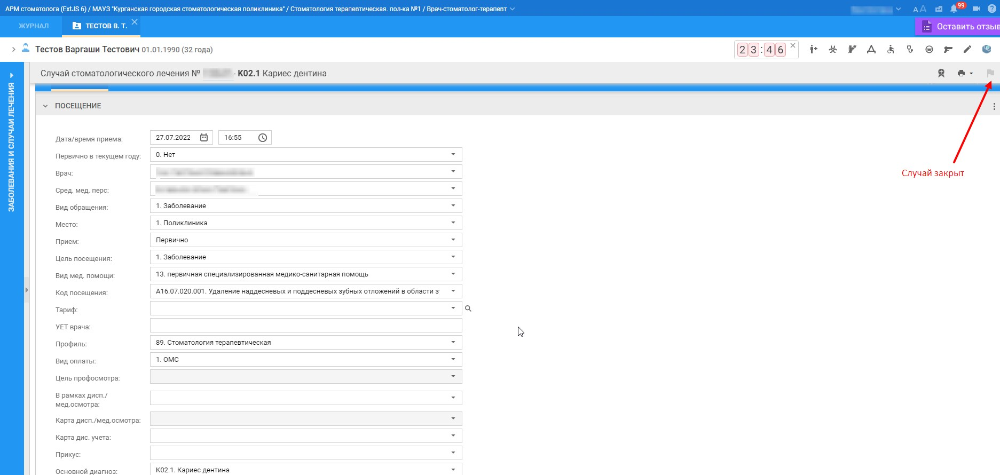 АРМ стоматолога (ExtJS 6) / МАУЗ "Курганская городская стоматологическая поликлиника" / Стоматология терапевтическая. пол-ка №1 / Врач-стоматолог-терапевт
AA
99
ЖУРНАЛ
ТЕСТОВ В. Т.
Оставить отзыв
Тестов Варгаши Тестович 01.01.1990 (32 года)
23:46
Случай стоматологического лечения № - K02.1 Кариес дентина
ЗАБОЛЕВАНИЯ И СЛУЧАИ ЛЕЧЕНИЯ
ПОСЕЩЕНИЕ
Дата/время приема: 27.07.2022 16:55
Первично в текущем году: 0. Нет
Врач:
Случай закрыт
Сред. мед. перс:
Вид обращения: 1. Заболевание
Место: 1. Поликлиника
Прием: Первично
Цель посещения: 1. Заболевание
Вид мед. помощи: 13. первичная специализированная медико-санитарная помощь
Код посещения: A16.07.020.001. Удаление наддесневых и поддесневых зубных отложений в области з
Тариф:
УЕТ врача:
Профиль: 89. Стоматология терапевтическая
Вид оплаты: 1. ОМС
Цель профосмотра:
В рамках дисп./
мед.осмотра:
Карта дисп./мед.осмотра:
Карта дис. учета:
Прикус:
Основной диагноз: K02.1. Кариес дентина